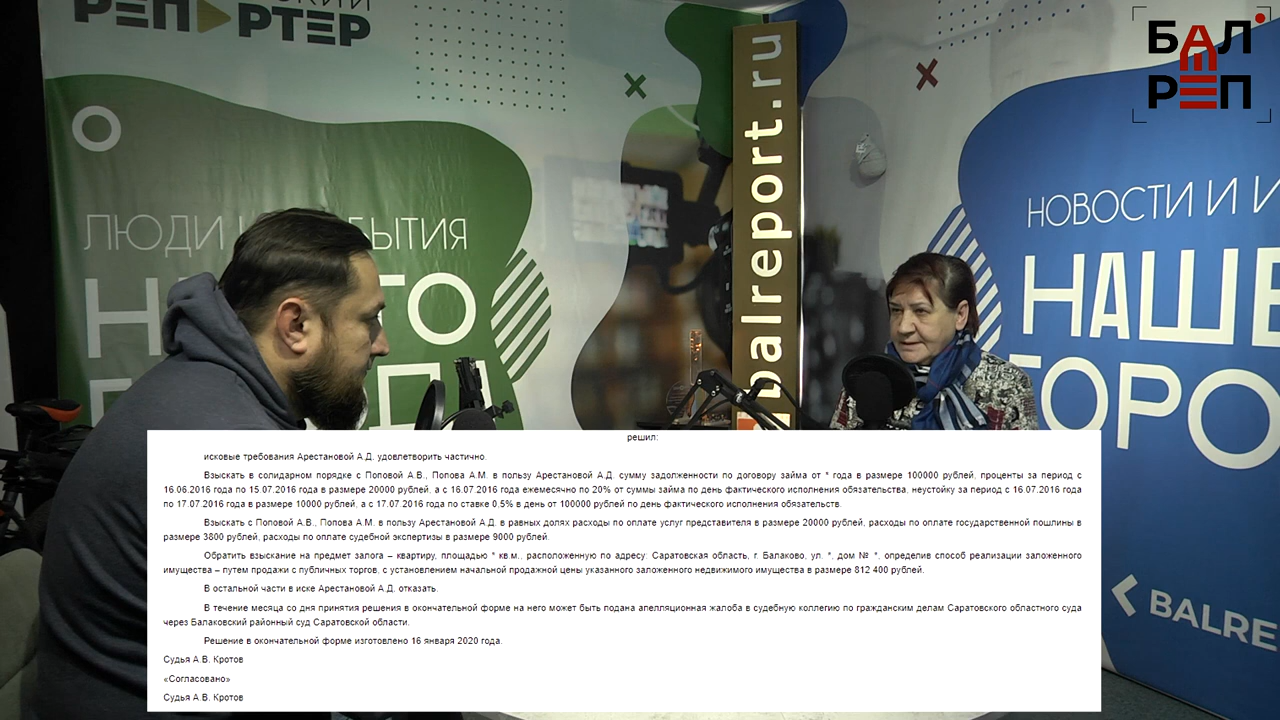 РЕПОРТЕР
БАЛ
РЕП
balreport.ru
ЛЮДИ И СОБЫТИЯ
НОВОСТИ И И
НАШЕ
ГОРО
BALRE
решил:
исковые требования Арестановой А.Д. удовлетворить частично.
Взыскать в солидарном порядке с Поповой А.В., Попова А.М. в пользу Арестановой А.Д. сумму задолженности по договору займа от * года в размере 100000 рублей, проценты за период с
16.06.2016 года по 15.07.2016 года в размере 20000 рублей, а с 16.07.2016 года ежемесячно по 20% от суммы займа по день фактического исполнения обязательства, неустойку за период с 16.07.2016 года
по 17.07.2016 года в размере 10000 рублей, а с 17.07.2016 года по ставке 0,5% в день от 100000 рублей по день фактического исполнения обязательств.
Взыскать с Поповой А.В., Попова А.М. в пользу Арестановой А.Д. в равных долях расходы по оплате услуг представителя в размере 20000 рублей, расходы по оплате государственной пошлины в
размере 3800 рублей, расходы по оплате судебной экспертизы в размере 9000 рублей.
Обратить взыскание на предмет залога – квартиру, площадью * кв.м., расположенную по адресу: Саратовская область, г. Балаково, ул. *, дом № *, определив способ реализации заложенного
имущества – путем продажи с публичных торгов, с установлением начальной продажной цены указанного заложенного недвижимого имущества в размере 812 400 рублей.
В остальной части в иске Арестановой А.Д. отказать.
В течение месяца со дня принятия решения в окончательной форме на него может быть подана апелляционная жалоба в судебную коллегию по гражданским делам Саратовского областного суда
через Балаковский районный суд Саратовской области.
Решение в окончательной форме изготовлено 16 января 2020 года.
Судья А.В. Кротов
«Согласовано»
Судья А.В. Кротов